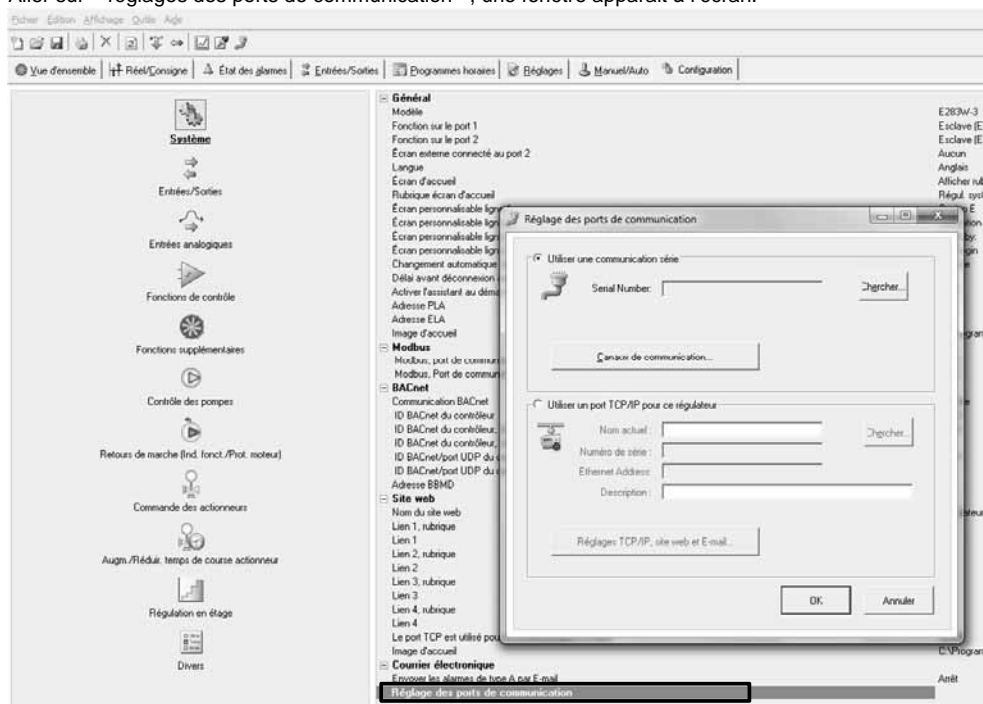 Aller sur " réglages des ports de communication ", une fenêtre apparait à l'écran.
Fichier Édition Affichage Outils Aide
Vue d'ensemble Réel/Consigne État des alarmes Entrées/Sorties Programmes horaires Réglages Manuel/Auto Configuration
Système
Entrées/Sorties
Entrées analogiques
Fonctions de contrôle
Fonctions supplémentaires
Contrôle des pompes
Retours de marche (Ind. fonct./Prot. moteur)
Commande des actionneurs
Augm./Réduir. temps de course actionneur
Régulation en étage
Divers
Général
Modèle E283W-3
Fonction sur le port 1 Esclave (E
Fonction sur le port 2 Esclave (E
Écran externe connecté au port 2 Aucun
Langue Anglais
Écran d'accueil Afficher rub
Rubrique écran d'accueil Régul. syst
Écran personnalisable lign
Écran personnalisable lign
Écran personnalisable lign
Écran personnalisable lign
Changement automatique
Délai avant déconnexion
Activer l'assistant au déma
Adresse PLA
Adresse ELA
Image d'accueil
Modbus
Modbus, port de commun
Modbus, Port de commun
BACnet
Communication BACnet
ID BACnet du contrôleur
ID BACnet du contrôleur,
ID BACnet du contrôleur,
ID BACnet/port UDP du
ID BACnet/port UDP du
Adresse BBMD
Site web
Nom du site web
Lien 1, rubrique
Lien 1
Lien 2, rubrique
Lien 2
Lien 3, rubrique
Lien 3
Lien 4, rubrique
Lien 4
Le port TCP est utilisé pou
Image d'accueil C:\Program
Courrier électronique
Envoyer les alarmes de type A par E-mail Arrêt
Réglage des ports de communication
Réglage des ports de communication
Utiliser une communication série
Serial Number: Chercher...
Canaux de communication...
Utiliser un port TCP/IP pour ce régulateur
Nom actuel : Chercher...
Numéro de série :
Ethernet Address:
Description :
Réglages TCP/IP, site web et E-mail...
OK Annuler